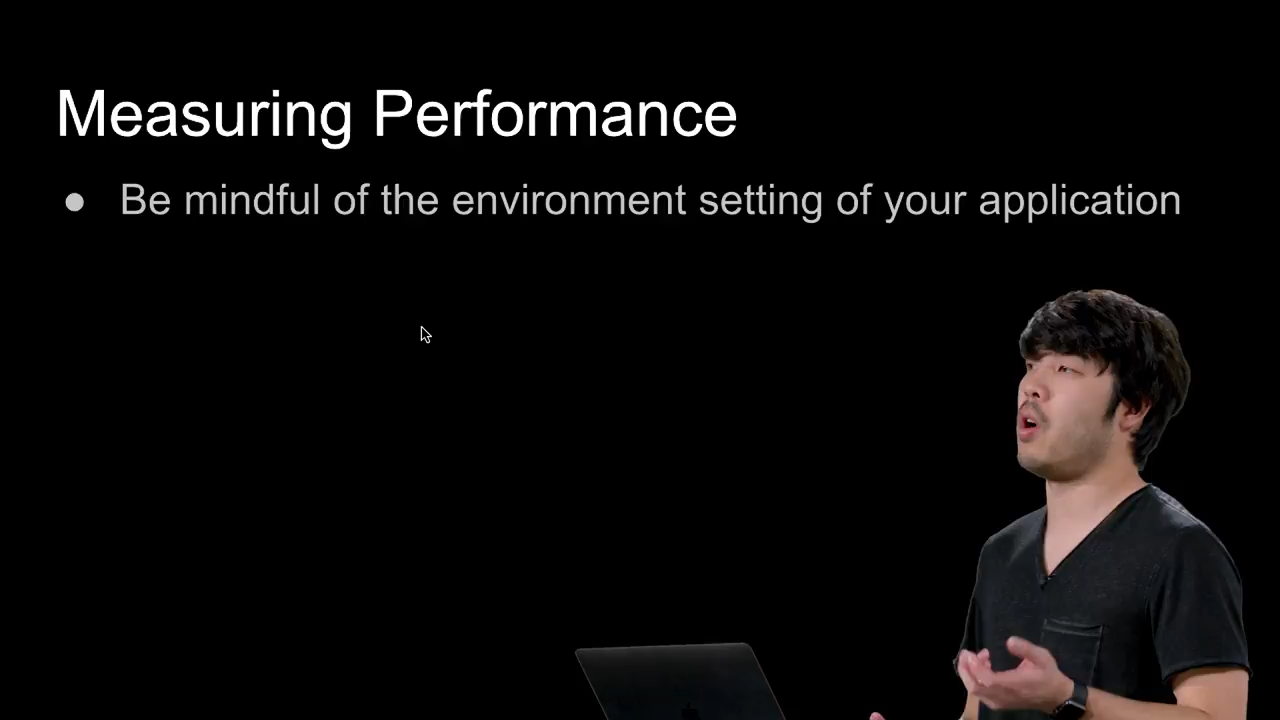 Measuring Performance
● Be mindful of the environment setting of your application